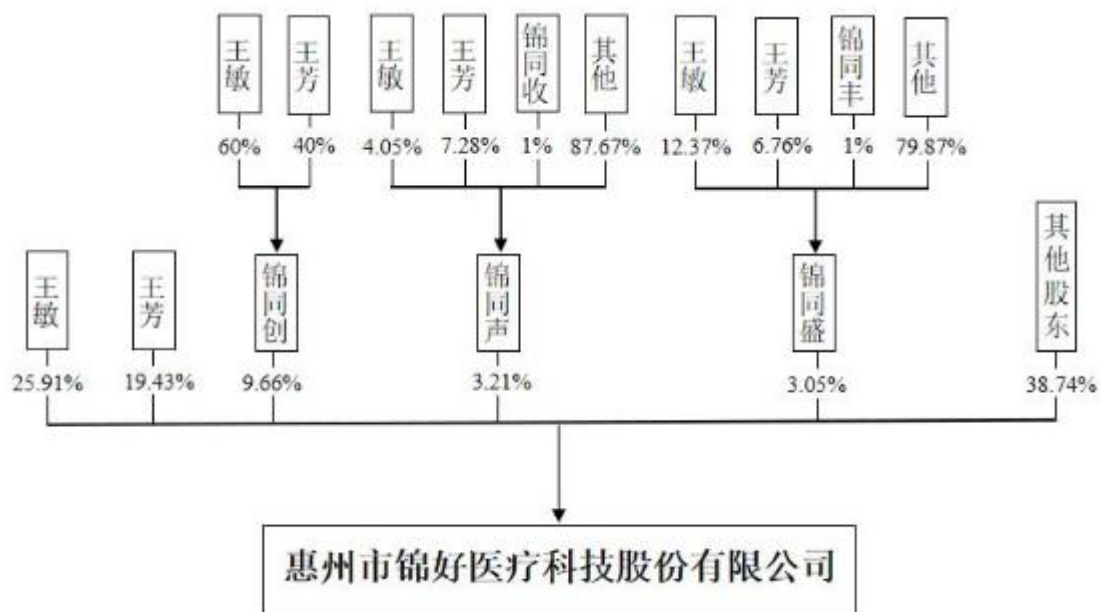 王敏
王芳
王敏
王芳
锦同收
其他
王敏
王芳
锦同丰
其他
60%
40%
4.05%
7.28%
1%
87.67%
12.37%
6.76%
1%
79.87%
王敏
王芳
锦同创
锦同声
锦同盛
其他股东
25.91%
19.43%
9.66%
3.21%
3.05%
38.74%
惠州市锦好医疗科技股份有限公司